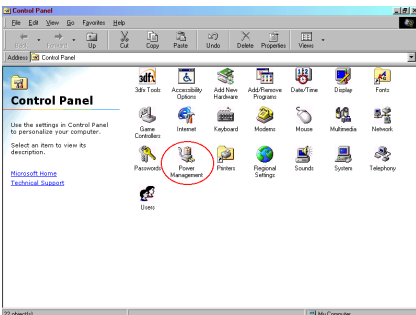 Control Panel
File Edit View Go Favorites Help
Back Forward Up Cut Copy Paste Undo Delete Properties Views
Address Control Panel
Control Panel
Use the settings in Control Panel
to personalize your computer.
Select an item to view its
description.
Microsoft Home
Technical Support
3dfx
3dfx Tools
Accessibility
Options
Add New
Hardware
Add/Remove
Programs
Date/Time
Display
Fonts
Game
Controllers
Internet
Keyboard
Modems
Mouse
Multimedia
Network
Passwords
Power
Management
Printers
Regional
Settings
Sounds
System
Telephony
Users
22 object(s)
My Computer